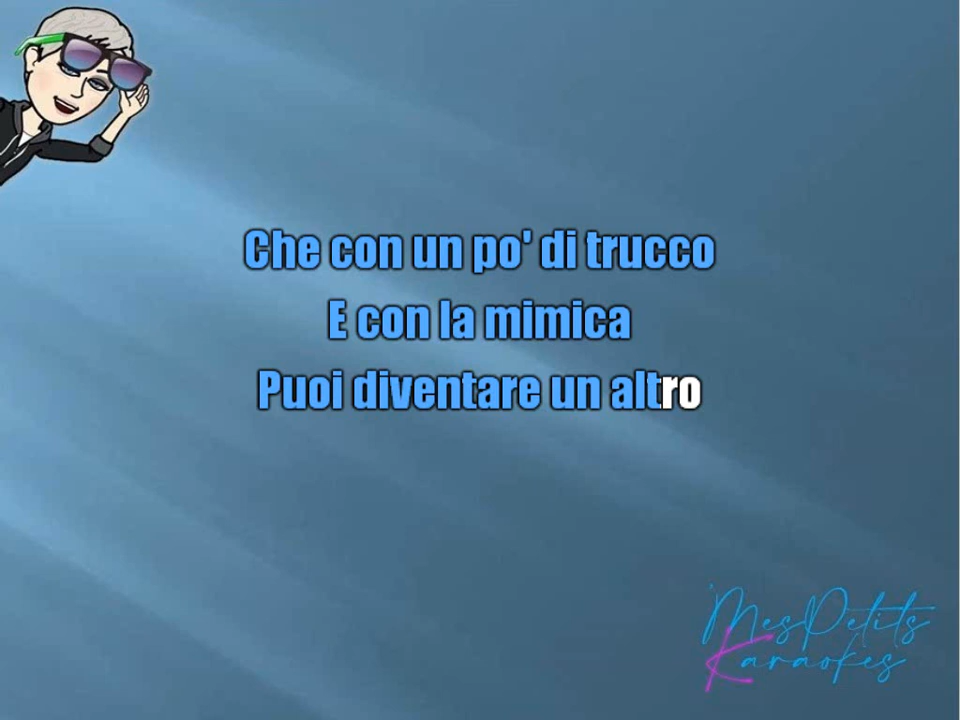 Che con un po' di trucco
E con la mimica
Puoi diventare un altro
MesPetits
Karaokes